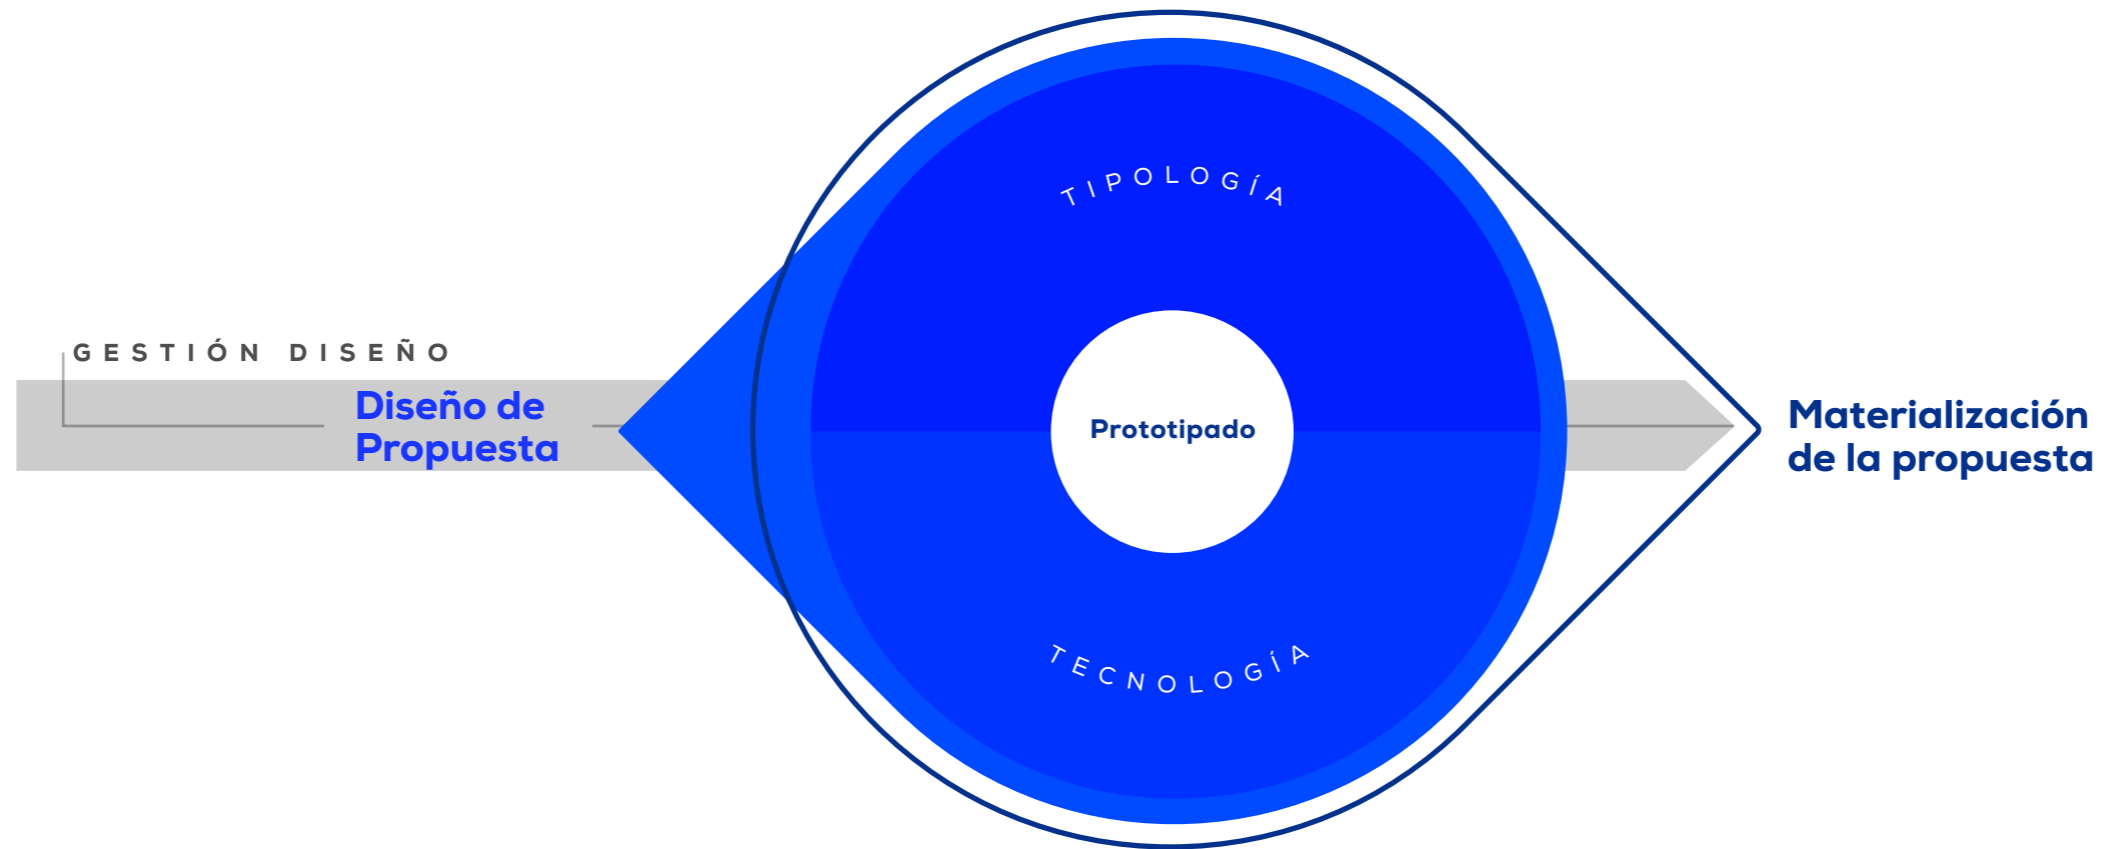 TIPOLOGÍA
GESTIÓN DISEÑO
Diseño de
Propuesta
Prototipado
Materialización
de la propuesta
TECNOLOGÍA